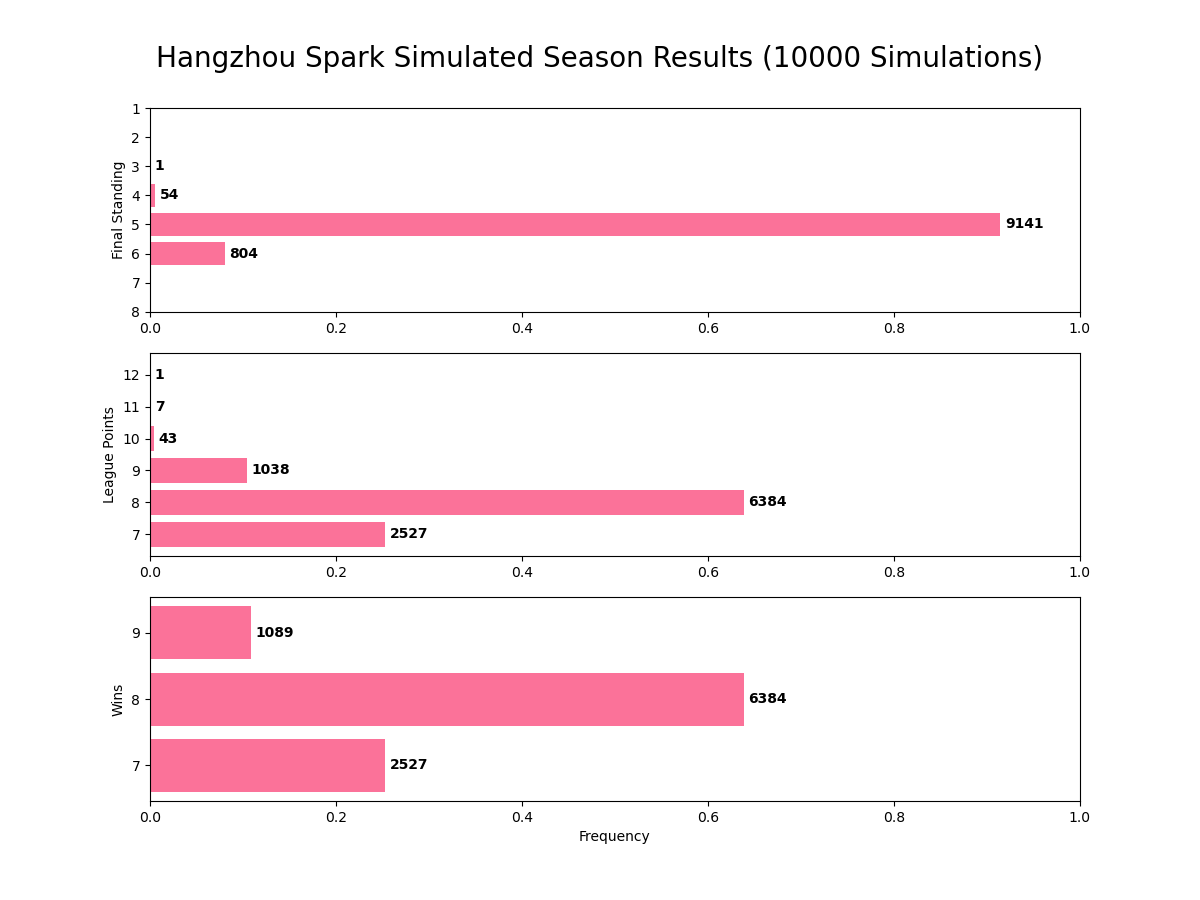 Hangzhou Spark Simulated Season Results (10000 Simulations)
Final Standing
1
2
3 1
4 54
5 9141
6 804
7
8
0.0 0.2 0.4 0.6 0.8 1.0
League Points
12 1
11 7
10 43
9 1038
8 6384
7 2527
0.0 0.2 0.4 0.6 0.8 1.0
Wins
9 1089
8 6384
7 2527
0.0 0.2 0.4 0.6 0.8 1.0
Frequency